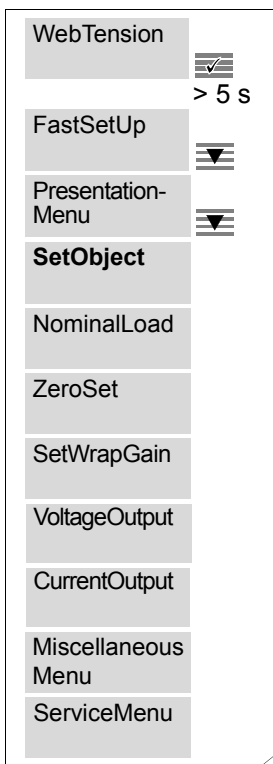 WebTension
> 5 s
FastSetUp
Presentation-
Menu
SetObject
NominalLoad
ZeroSet
SetWrapGain
VoltageOutput
CurrentOutput
Miscellaneous
Menu
ServiceMenu